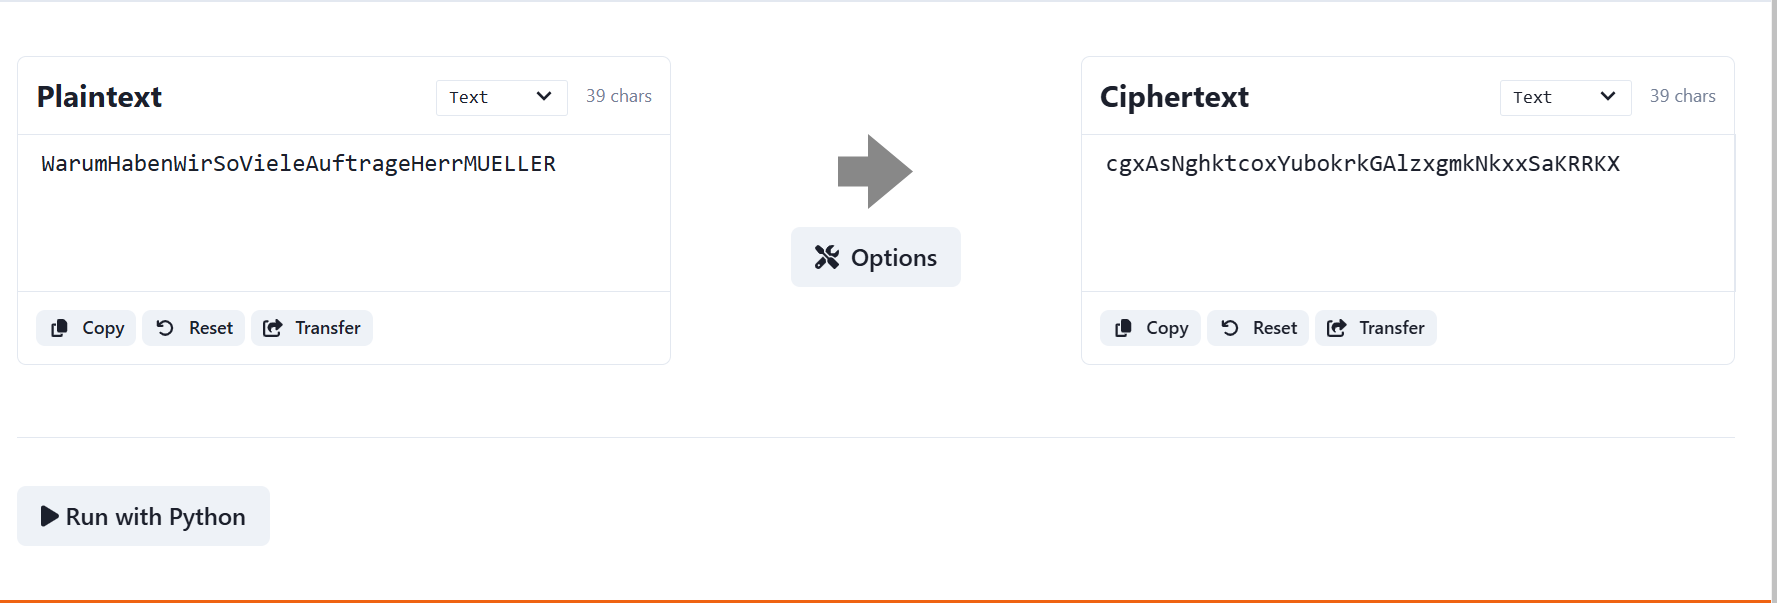 Plaintext
Text
39 chars
WarumHabenWirSoVieleAuftrageHerrMUELLER
Copy
Reset
Transfer
Options
Ciphertext
Text
39 chars
cgxAsNghktcoxYubokrkGAlzxgmkNkxxSaKRRKX
Copy
Reset
Transfer
Run with Python